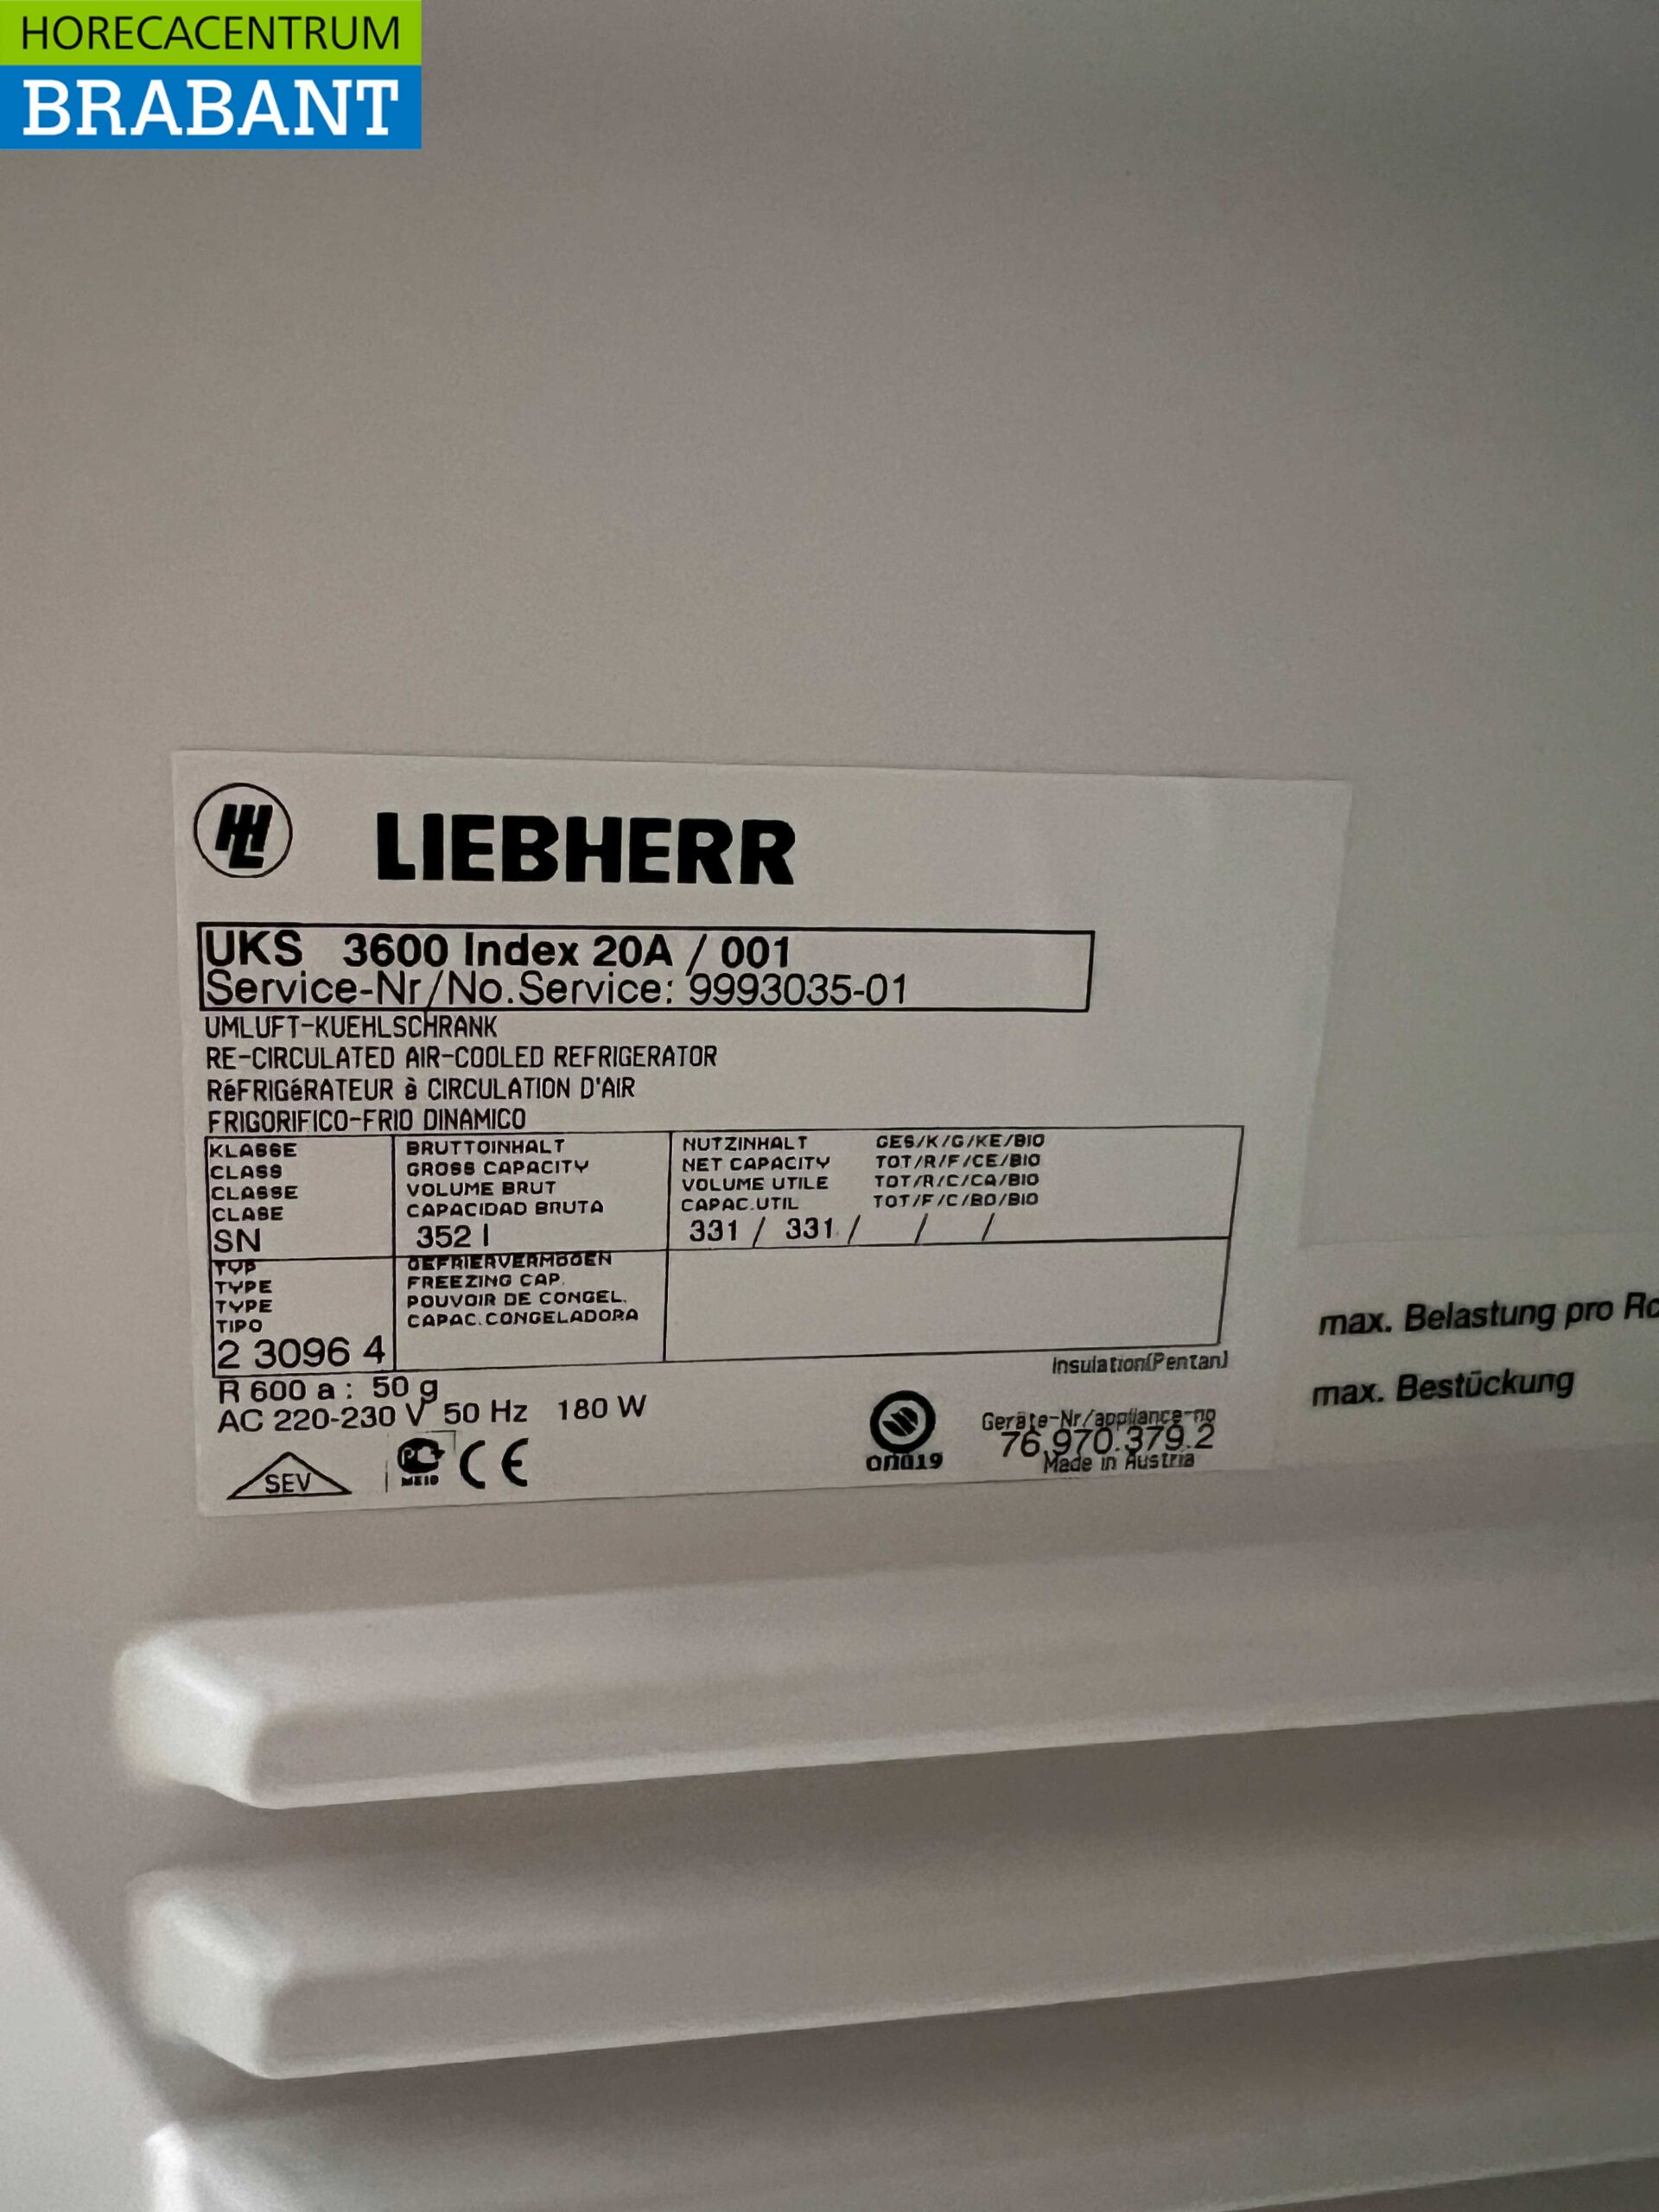 HORECACENTRUM
BRABANT
LIEBHERR
UKS 3600 Index 20A / 001
Service-Nr/No.Service: 9993035-01
UMLUFT-KUEHLSCHRANK
RE-CIRCULATED AIR-COOLED REFRIGERATOR
RéFRIGéRATEUR à CIRCULATION D'AIR
FRIGORIFICO-FRIO DINAMICO
KLASSE BRUTTOINHALT NUTZINHALT GES/K/G/KE/BIO
CLASS GROSS CAPACITY NET CAPACITY TOT/R/F/CE/BIO
CLASSE VOLUME BRUT VOLUME UTILE TOT/R/C/CA/BIO
CLASE CAPACIDAD BRUTA CAPAC.UTIL TOT/F/C/BO/BIO
SN 352 l 331 / 331 / / /
TYP GEFRIERVERMÖGEN
TYPE FREEZING CAP.
TYPE POUVOIR DE CONGEL.
TIPO CAPAC.CONGELADORA
2 3096 4
Insulation(Pentan)
R 600 a : 50 g
AC 220-230 V 50 Hz 180 W
Geräte-Nr/appliance-no
76.970.379.2
Made in Austria
SEV
CE
max. Belastung pro
max. Bestückung